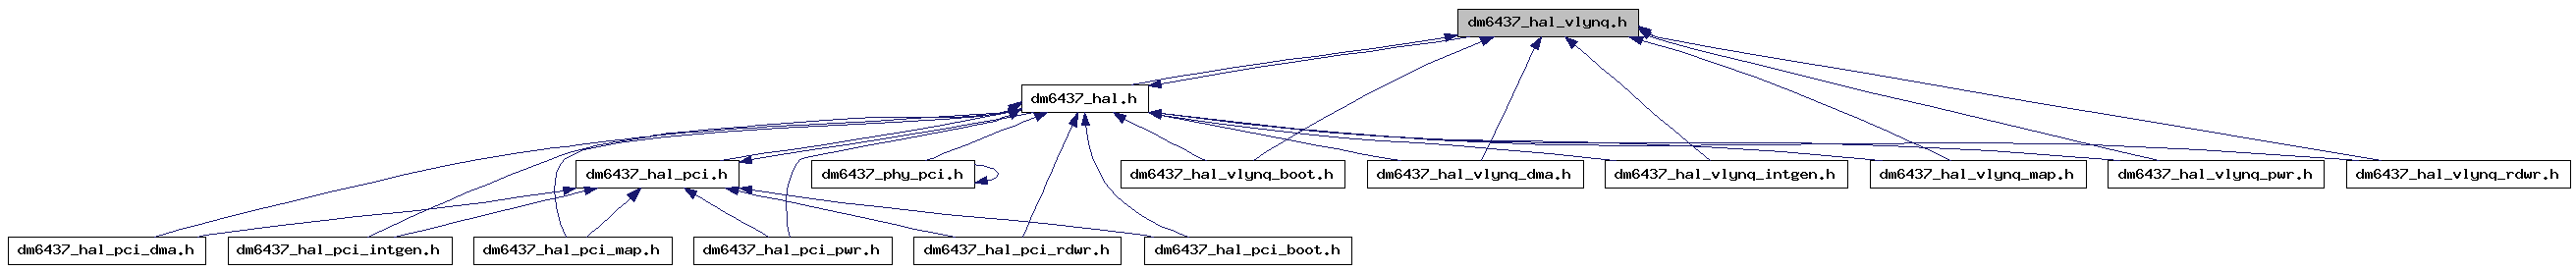 dm6437_hal_vlynq.h
dm6437_hal.h
dm6437_hal_pci.h
dm6437_phy_pci.h
dm6437_hal_vlynq_boot.h
dm6437_hal_vlynq_dma.h
dm6437_hal_vlynq_intgen.h
dm6437_hal_vlynq_map.h
dm6437_hal_vlynq_pwr.h
dm6437_hal_vlynq_rdwr.h
dm6437_hal_pci_dma.h
dm6437_hal_pci_intgen.h
dm6437_hal_pci_map.h
dm6437_hal_pci_pwr.h
dm6437_hal_pci_rdwr.h
dm6437_hal_pci_boot.h